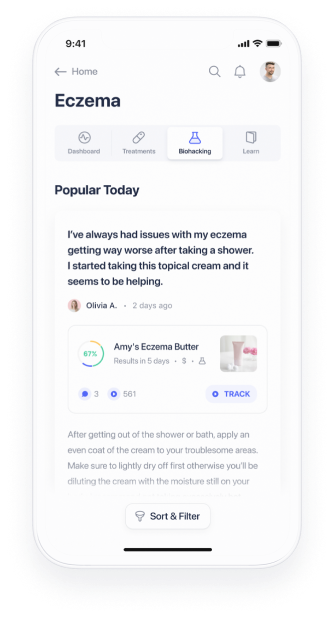 9:41
Home
Eczema
Dashboard
Treatments
Biohacking
Learn
Popular Today
I've always had issues with my eczema
getting way worse after taking a shower.
I started taking this topical cream and it
seems to be helping.
Olivia A. • 2 days ago
67%
Amy's Eczema Butter
Results in 5 days • $ •
3
561
TRACK
After getting out of the shower or bath, apply an
even coat of the cream to your troublesome areas.
Make sure to lightly dry off first otherwise you'll be
diluting the cream with the moisture still on your
Sort & Filter